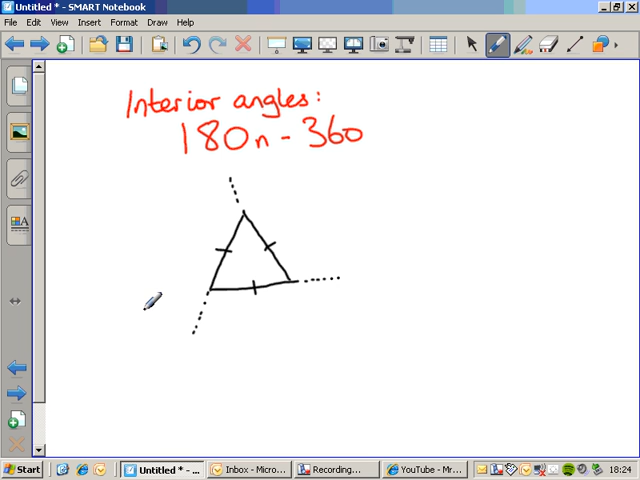 Untitled * - SMART Notebook
File Edit View Insert Format Draw Help
Interior angles:
180n - 360
Start
Untitled * - ...
Inbox - Micro...
Recording...
YouTube - Mr...
18:24